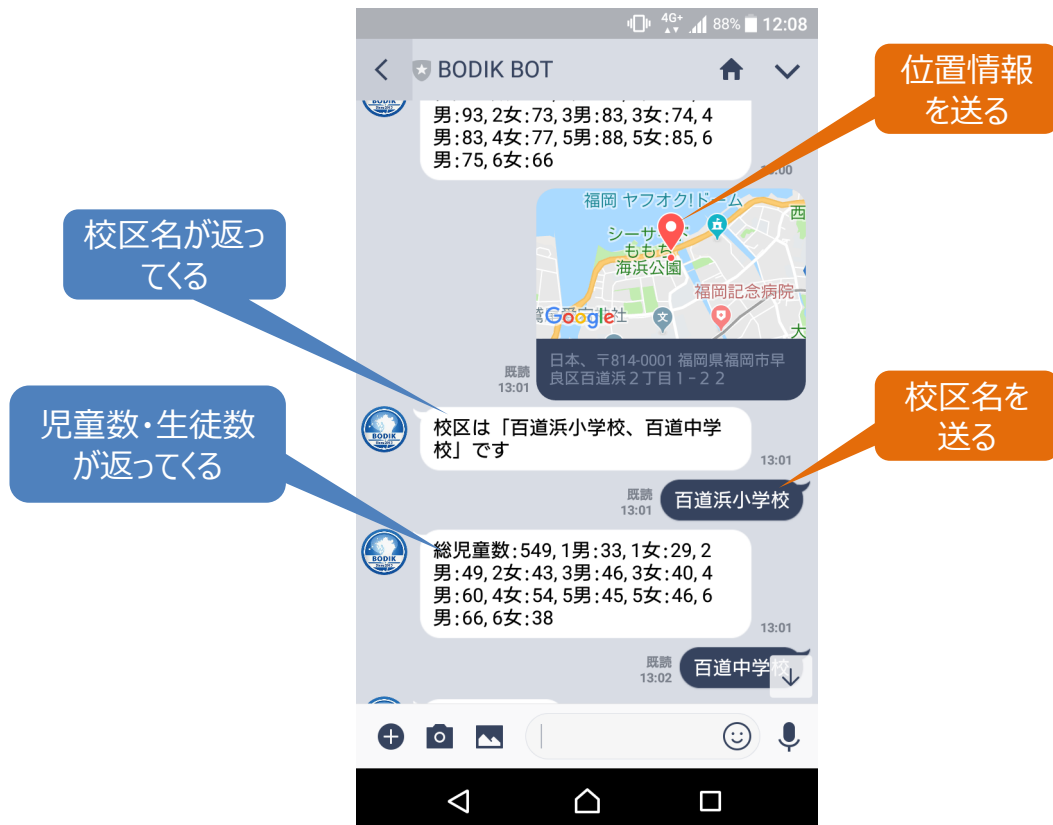 4G+ 88% 12:08
BODIK BOT
位置情報
を送る
男:93, 2女:73, 3男:83, 3女:74, 4
男:83, 4女:77, 5男:88, 5女:85, 6
男:75, 6女:66
福岡 ヤフオク!ドーム
西
ももち
海浜公園
福岡記念病院
大
Google
日本、〒814-0001 福岡県福岡市早
良区百道浜２丁目１−２２
既読
13:01
校区名が返っ
てくる
校区は「百道浜小学校、百道中学
校」です
13:01
校区名を
送る
既読
13:01
百道浜小学校
児童数・生徒数
が返ってくる
BODIK
総児童数:549, 1男:33, 1女:29, 2
男:49, 2女:43, 3男:46, 3女:40, 4
男:60, 4女:54, 5男:45, 5女:46, 6
男:66, 6女:38
13:01
BODIK
既読
13:02
百道中学校